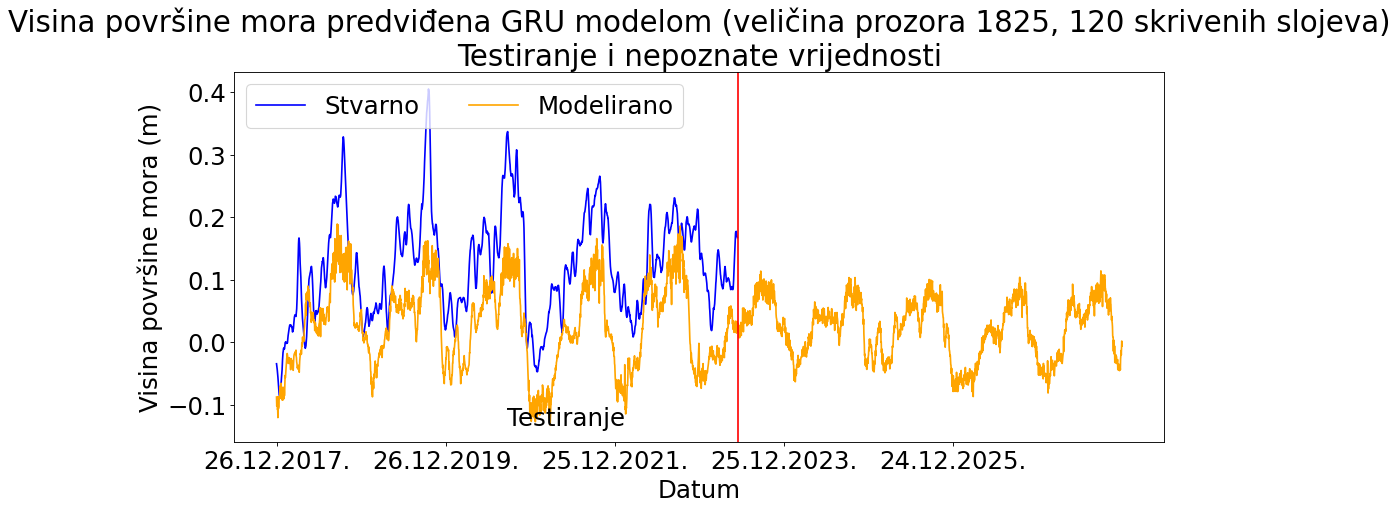 Visina površine mora predviđena GRU modelom (veličina prozora 1825, 120 skrivenih slojeva)
Testiranje i nepoznate vrijednosti
Stvarno
Modelirano
Visina površine mora (m)
0.4
0.3
0.2
0.1
0.0
−0.1
Testiranje
26.12.2017.
26.12.2019.
25.12.2021.
25.12.2023.
24.12.2025.
Datum